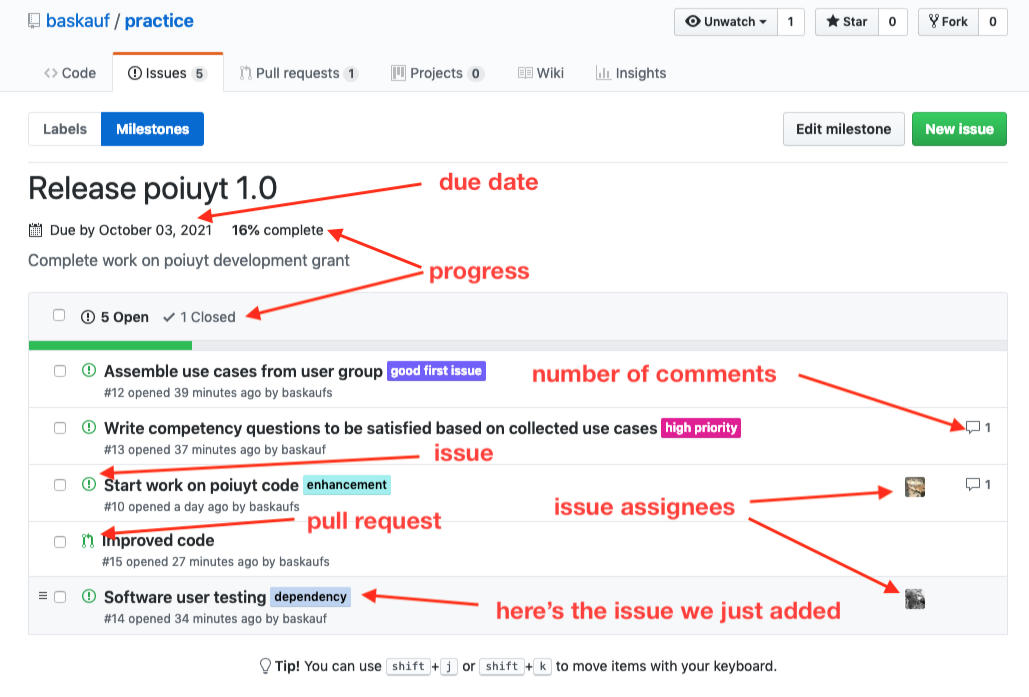 baskauf / practice
Unwatch 1 Star 0 Fork 0
Code Issues 5 Pull requests 1 Projects 0 Wiki Insights
Labels Milestones Edit milestone New issue
Release poiuyt 1.0
due date
Due by October 03, 2021 16% complete
Complete work on poiuyt development grant
progress
5 Open 1 Closed
Assemble use cases from user group good first issue
number of comments
#12 opened 39 minutes ago by baskaufs
Write competency questions to be satisfied based on collected use cases high priority 1
#13 opened 37 minutes ago by baskauf
issue
Start work on poiuyt code enhancement 1
#10 opened a day ago by baskaufs
issue assignees
pull request
Improved code
#15 opened 27 minutes ago by baskaufs
Software user testing dependency
here's the issue we just added
#14 opened 34 minutes ago by baskauf
Tip! You can use shift+j or shift+k to move items with your keyboard.